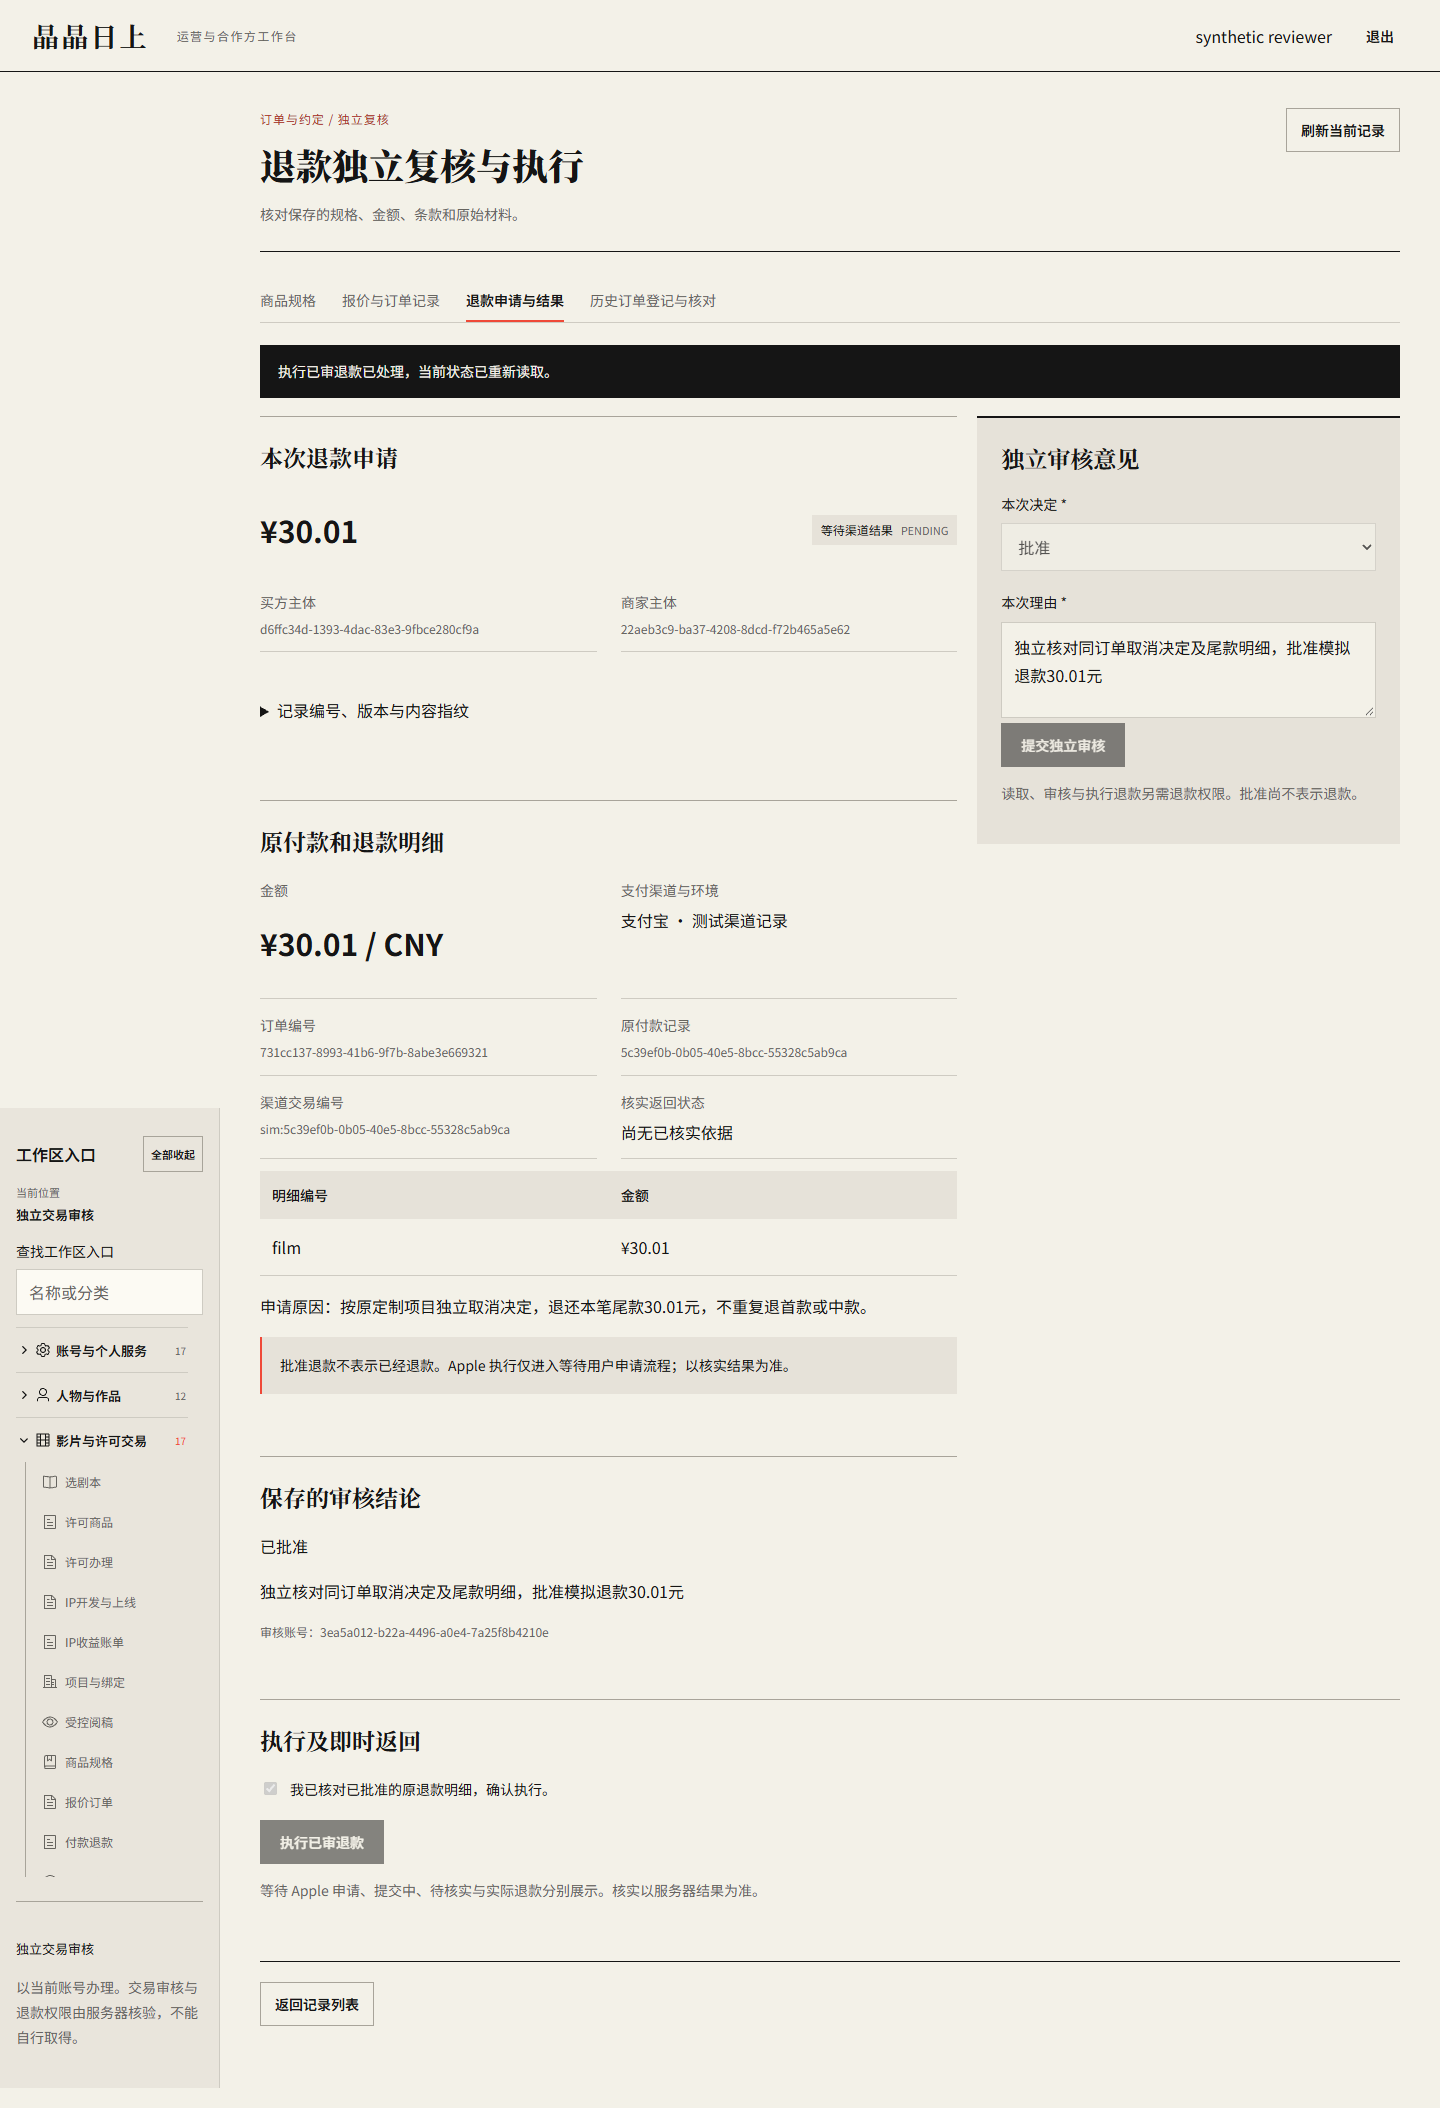 晶晶日上
运营与合作方工作台
synthetic reviewer
退出
订单与约定 / 独立复核
刷新当前记录
退款独立复核与执行
核对保存的规格、金额、条款和原始材料。
商品规格
报价与订单记录
退款申请与结果
历史订单登记与核对
执行已审退款已处理，当前状态已重新读取。
本次退款申请
¥30.01
等待渠道结果 PENDING
买方主体
d6ffc34d-1393-4dac-83e3-9fbce280cf9a
商家主体
22aeb3c9-ba37-4208-8dcd-f72b465a5e62
记录编号、版本与内容指纹
独立审核意见
本次决定 *
批准
本次理由 *
独立核对同订单取消决定及尾款明细，批准模拟
退款30.01元
提交独立审核
读取、审核与执行退款另需退款权限。批准尚不表示退款。
原付款和退款明细
金额
¥30.01 / CNY
支付渠道与环境
支付宝 · 测试渠道记录
订单编号
731cc137-8993-41b6-9f7b-8abe3e669321
原付款记录
5c39ef0b-0b05-40e5-8bcc-55328c5ab9ca
渠道交易编号
sim:5c39ef0b-0b05-40e5-8bcc-55328c5ab9ca
核实返回状态
尚无已核实依据
明细编号
金额
film
¥30.01
申请原因：按原定制项目独立取消决定，退还本笔尾款30.01元，不重复退首款或中款。
批准退款不表示已经退款。Apple 执行仅进入等待用户申请流程；以核实结果为准。
保存的审核结论
已批准
独立核对同订单取消决定及尾款明细，批准模拟退款30.01元
审核账号：3ea5a012-b22a-4496-a0e4-7a25f8b4210e
执行及即时返回
我已核对已批准的原退款明细，确认执行。
执行已审退款
等待 Apple 申请、提交中、待核实与实际退款分别展示。核实以服务器结果为准。
返回记录列表
工作区入口
全部收起
当前位置
独立交易审核
查找工作区入口
名称或分类
账号与个人服务 17
人物与作品 12
影片与许可交易 17
选剧本
许可商品
许可办理
IP开发与上线
IP收益账单
项目与绑定
受控阅稿
商品规格
报价订单
付款退款
独立交易审核
以当前账号办理。交易审核与
退款权限由服务器核验，不能
自行取得。